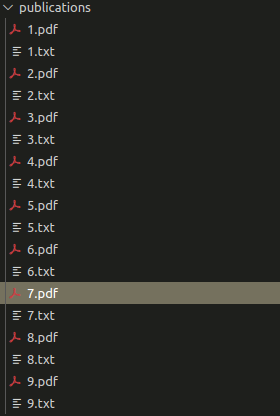 publications
1.pdf
1.txt
2.pdf
2.txt
3.pdf
3.txt
4.pdf
4.txt
5.pdf
5.txt
6.pdf
6.txt
7.pdf
7.txt
8.pdf
8.txt
9.pdf
9.txt